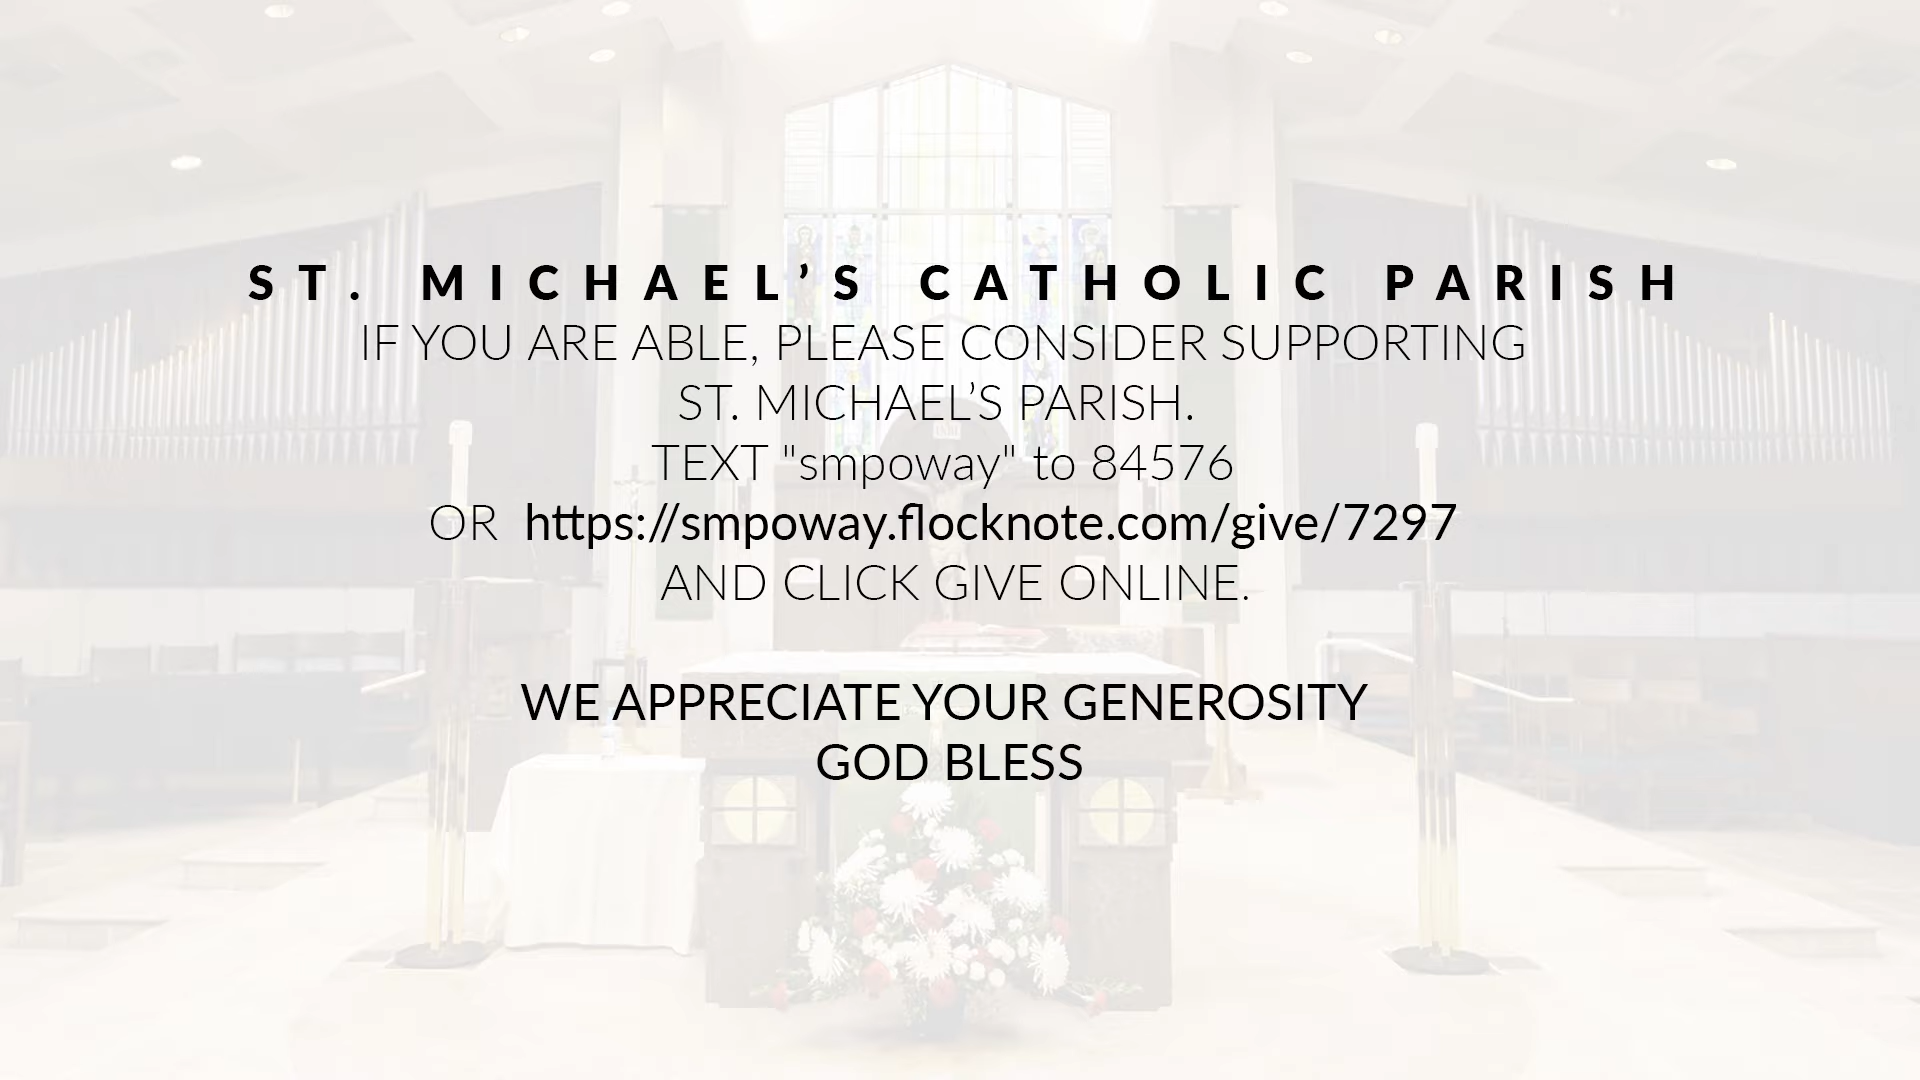 ST. MICHAEL’S CATHOLIC PARISH
IF YOU ARE ABLE, PLEASE CONSIDER SUPPORTING
ST. MICHAEL’S PARISH.
TEXT "smpoway" to 84576
OR https://smpoway.flocknote.com/give/7297
AND CLICK GIVE ONLINE.
WE APPRECIATE YOUR GENEROSITY
GOD BLESS